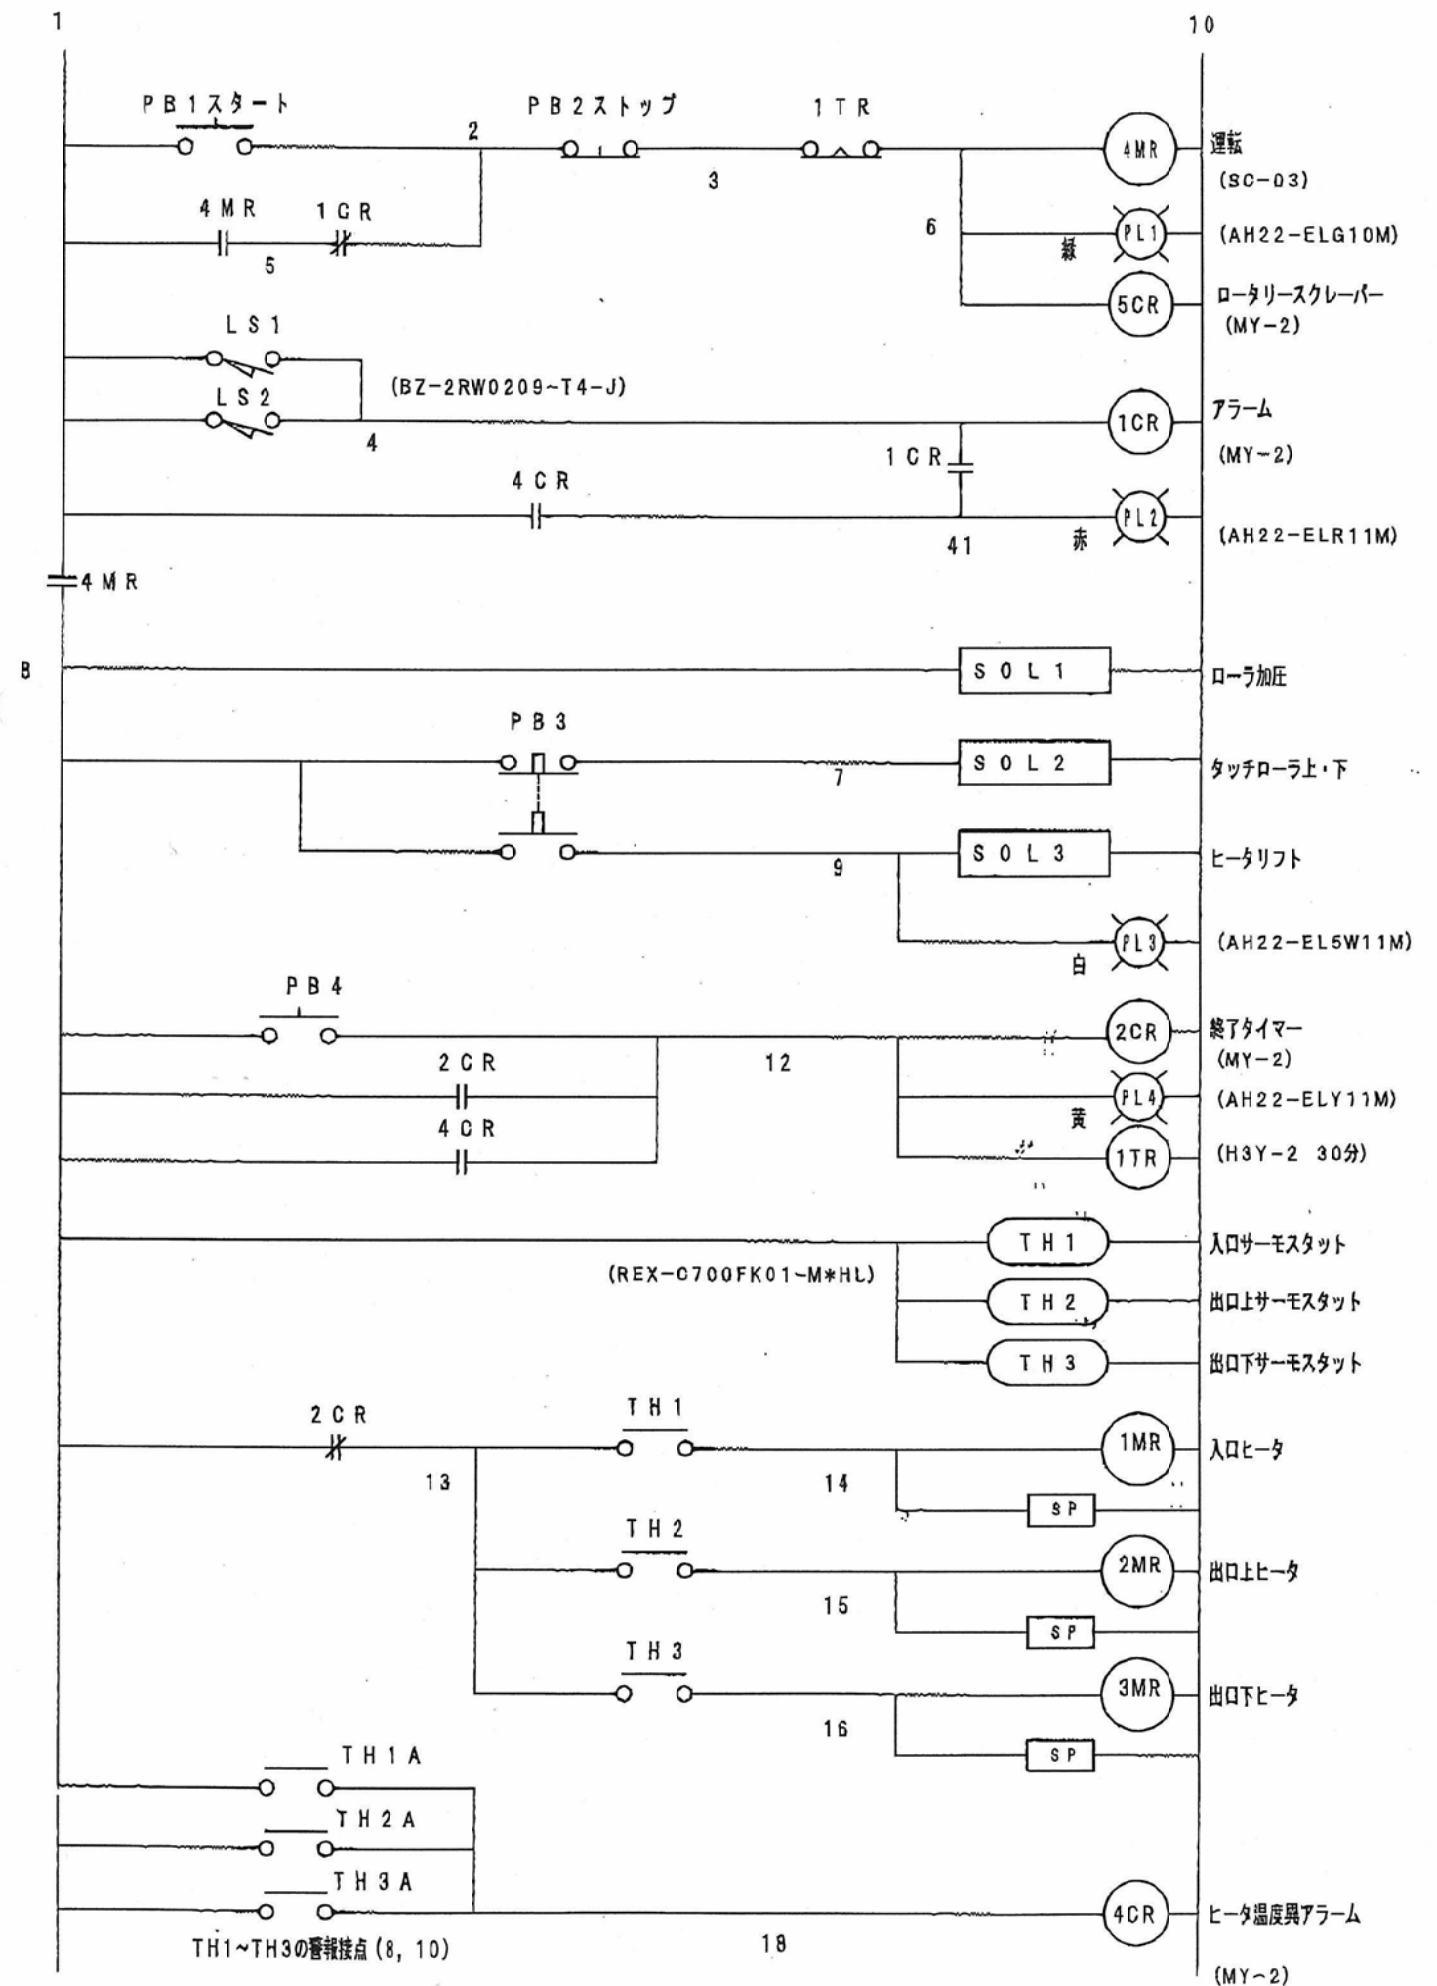 1
10
PB1スタート
2
PB2ストップ
1TR
4MR
運転
3
(SC-03)
4MR
1CR
6
緑
PL1
(AH22-ELG10M)
5
5CR
ロータリースクレーパー
(MY-2)
LS1
(BZ-2RW0209~T4-J)
LS2
4
1CR
アラーム
(MY-2)
1CR
4CR
41
赤
PL2
(AH22-ELR11M)
4MR
B
SOL1
ローラ加圧
PB3
7
SOL2
タッチローラ上・下
9
SOL3
ヒータリフト
白
PL3
(AH22-EL5W11M)
PB4
12
2CR
終了タイマー
(MY-2)
2CR
黄
PL4
(AH22-ELY11M)
4CR
1TR
(H3Y-2 30分)
TH1
入口サーモスタット
(REX-C700FK01-M*HL)
TH2
出口上サーモスタット
TH3
出口下サーモスタット
2CR
13
TH1
14
1MR
入口ヒータ
SP
TH2
15
2MR
出口上ヒータ
SP
TH3
16
3MR
出口下ヒータ
SP
TH1A
TH2A
TH3A
4CR
ヒータ温度異アラーム
TH1~TH3の警報接点(8, 10)
18
(MY-2)